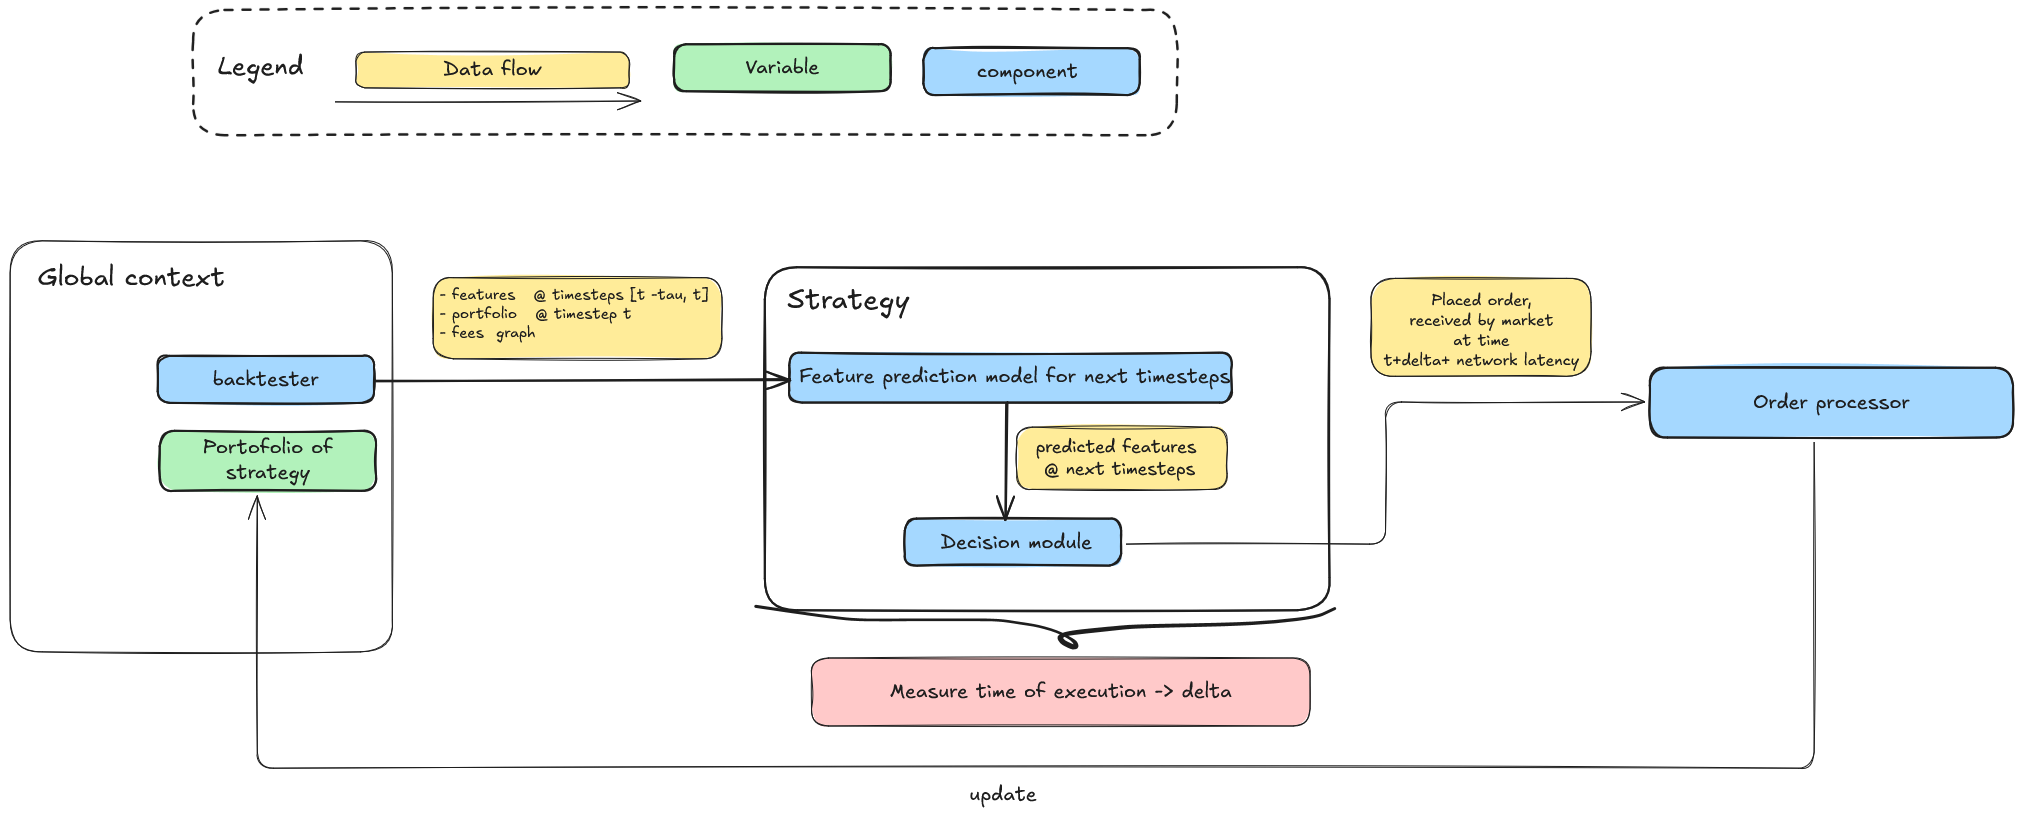 Legend
Data flow
Variable
component
Global context
backtester
Portofolio of
strategy
- features @ timesteps [t -tau, t]
- portfolio @ timestep t
- fees graph
Strategy
Feature prediction model for next timesteps
predicted features
@ next timesteps
Decision module
Measure time of execution -> delta
Placed order,
received by market
at time
t+delta+ network latency
Order processor
update